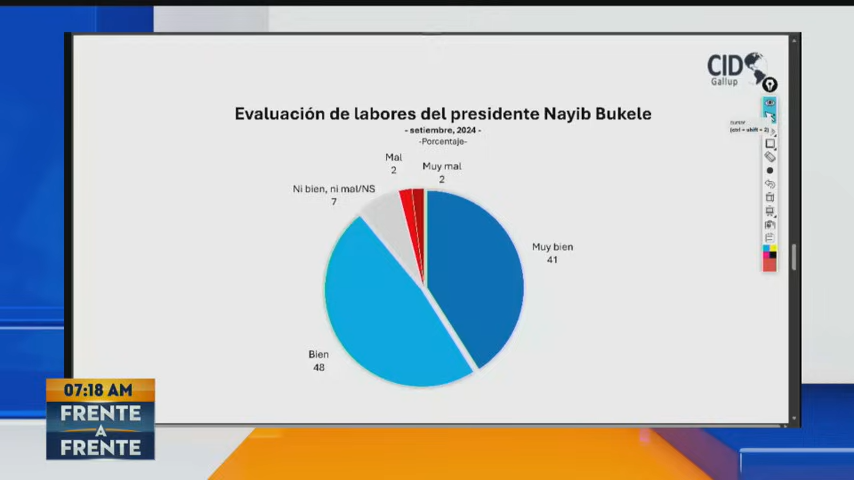 CID
Gallup
Evaluación de labores del presidente Nayib Bukele
- setiembre, 2024 -
-Porcentaje-
Mal
2
Muy mal
2
Ni bien, ni mal/NS
7
Muy bien
41
Bien
48
07:18 AM
FRENTE
A
FRENTE